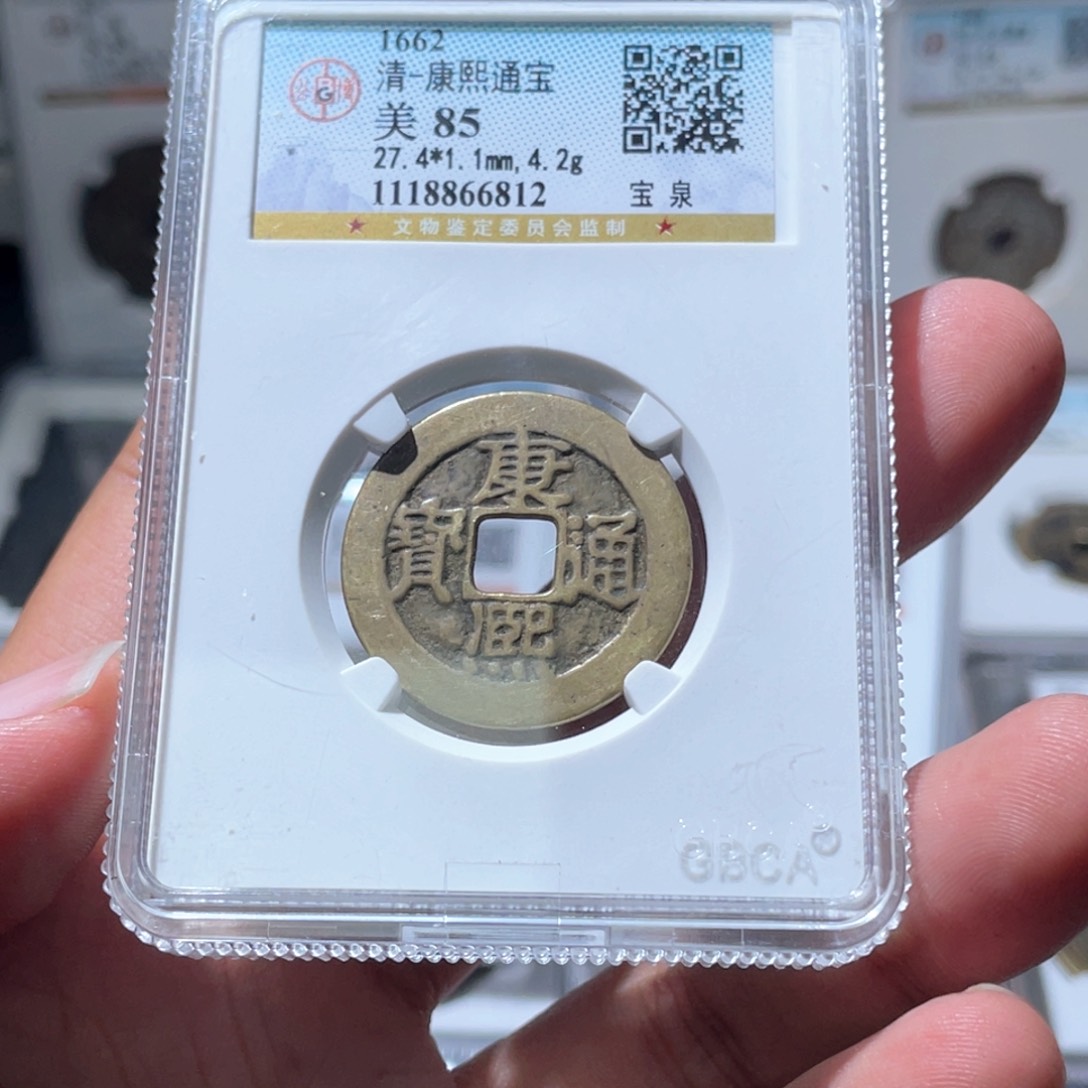 1662
清-康熙通宝
美 85
27.4*1.1mm,4.2g
1118866812
宝泉
★ 文物鉴定委员会监制 ★
康熙通寳
GBCA